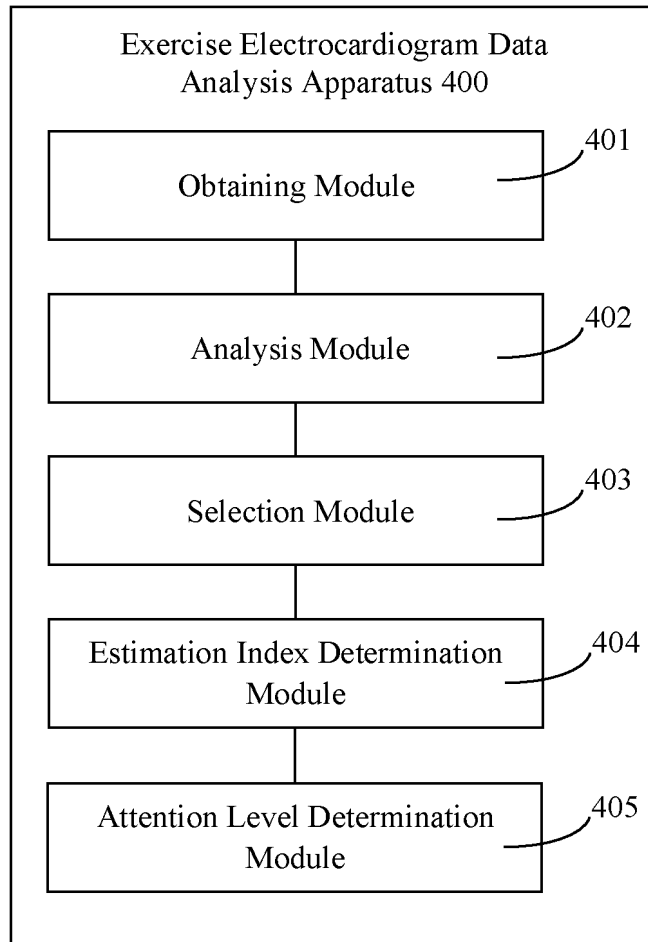 Exercise Electrocardiogram Data
Analysis Apparatus 400
401
Obtaining Module
402
Analysis Module
403
Selection Module
404
Estimation Index Determination
Module
405
Attention Level Determination
Module